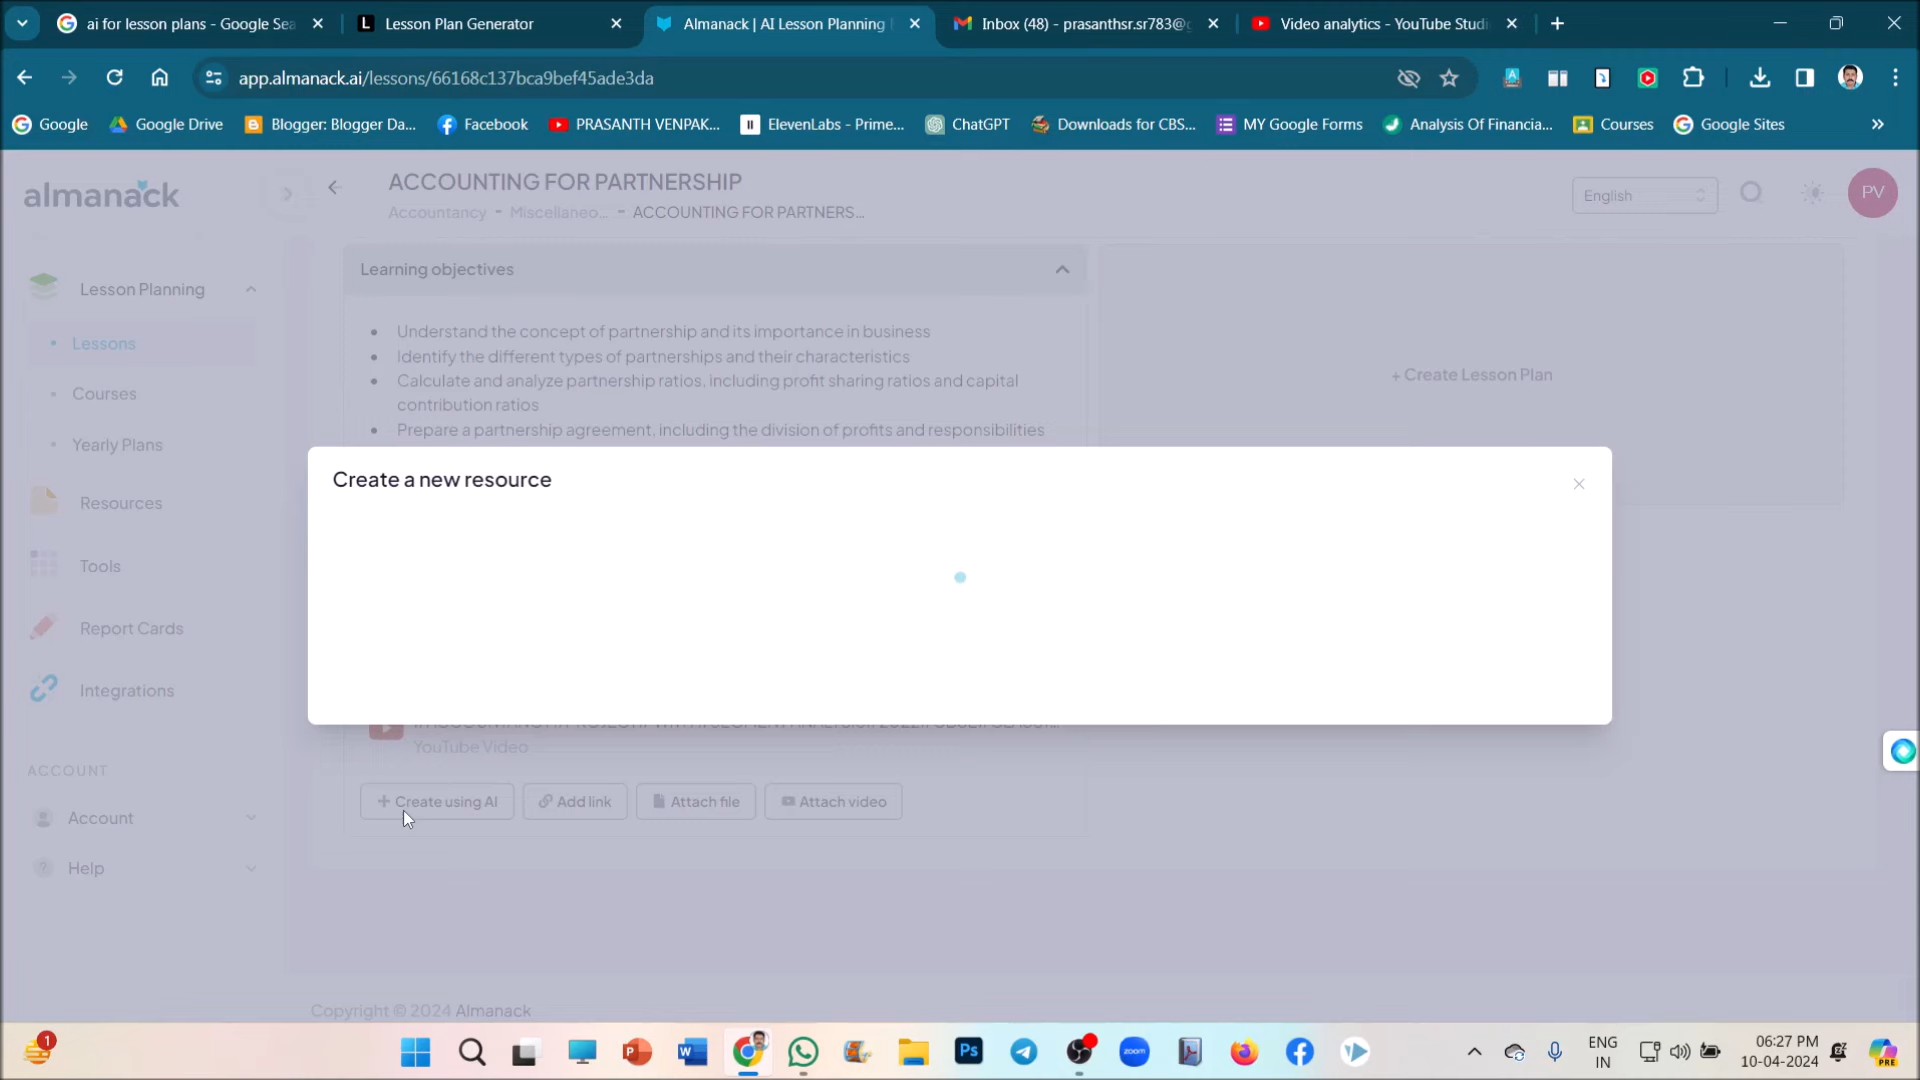 ai for lesson plans - Google Sea
Lesson Plan Generator
Almanack | AI Lesson Planning
Inbox (48) - prasanthsr.sr783@g
Video analytics - YouTube Studi
app.almanack.ai/lessons/66168c137bca9bef45ade3da
Google
Google Drive
Blogger: Blogger Da...
Facebook
PRASANTH VENPAK...
ElevenLabs - Prime...
ChatGPT
Downloads for CBS...
MY Google Forms
Analysis Of Financia...
Courses
Google Sites
almanack
ACCOUNTING FOR PARTNERSHIP
Accountancy - Miscellaneo... - ACCOUNTING FOR PARTNERS...
English
PV
Lesson Planning
Lessons
Courses
Yearly Plans
Resources
Tools
Report Cards
Integrations
ACCOUNT
Account
Help
Learning objectives
Understand the concept of partnership and its importance in business
Identify the different types of partnerships and their characteristics
Calculate and analyze partnership ratios, including profit sharing ratios and capital
contribution ratios
Prepare a partnership agreement, including the division of profits and responsibilities
+ Create Lesson Plan
Create a new resource
YouTube Video
+ Create using AI
Add link
Attach file
Attach video
Copyright © 2024 Almanack
1
Ps
zoom
ENG
IN
06:27 PM
10-04-2024
PRE